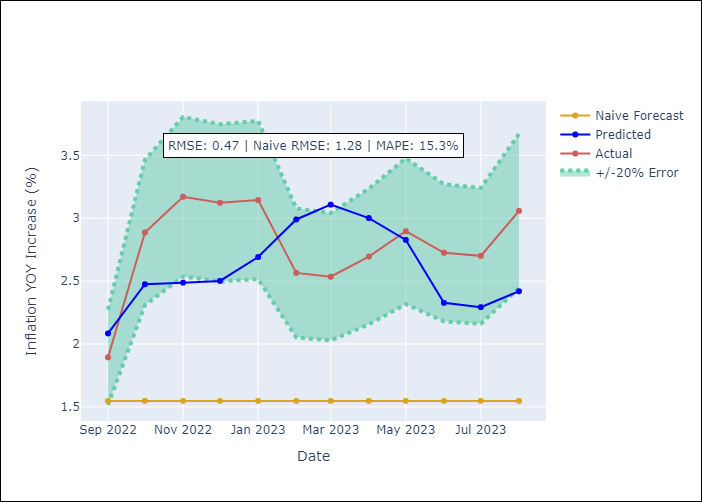 RMSE: 0.47 | Naive RMSE: 1.28 | MAPE: 15.3%
Naive Forecast
Predicted
Actual
+/-20% Error
Inflation YOY Increase (%)
3.5
3
2.5
2
1.5
Sep 2022
Nov 2022
Jan 2023
Mar 2023
May 2023
Jul 2023
Date